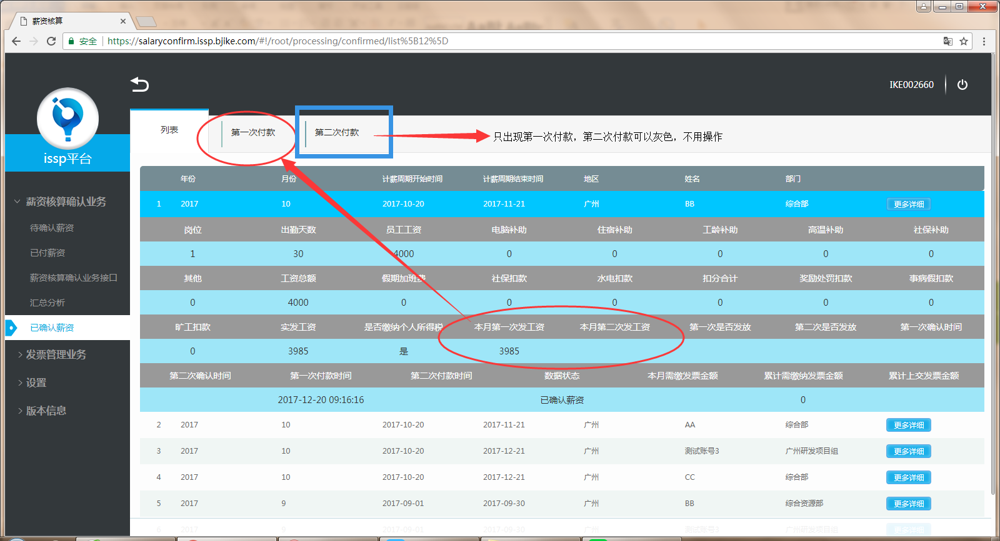 薪资核算
安全
https://salaryconfirm.issp.bjike.com/#!/root/processing/confirmed/list%5B12%5D
IKE002660
issp平台
列表
第一次付款
第二次付款
只出现第一次付款，第二次付款可以灰色，不用操作
薪资核算确认业务
待确认薪资
已付薪资
薪资核算确认业务接口
汇总分析
已确认薪资
发票管理业务
设置
版本信息
年份 月份 计薪周期开始时间 计薪周期结束时间 地区 姓名 部门
1 2017 10 2017-10-20 2017-11-21 广州 BB 综合部 更多详细
岗位 出勤天数 员工工资 电脑补助 住宿补助 工龄补助 高温补助 社保补助
1 30 4000 0 0 0 0 0
其他 工资总额 假期加班费 社保扣款 水电扣款 扣分合计 奖励处罚扣款 事病假扣款
0 4000 0 0 0 0 0 0
旷工扣款 实发工资 是否缴纳个人所得税 本月第一次发工资 本月第二次发工资 第一次是否发放 第二次是否发放 第一次确认时间
0 3985 是 3985
第二次确认时间 第一次付款时间 第二次付款时间 数据状态 本月需缴发票金额 累计需缴纳发票金额 累计上交发票金额
2017-12-20 09:16:16 已确认薪资 0
2 2017 10 2017-10-20 2017-11-21 广州 AA 综合部 更多详细
3 2017 10 2017-10-20 2017-12-21 广州 测试账号3 广州研发项目组 更多详细
4 2017 10 2017-10-20 2017-12-21 广州 CC 综合部 更多详细
5 2017 9 2017-09-01 2017-09-30 广州 BB 综合资源部 更多详细
6 2017 9 2017-09-01 2017-09-30 广州 测试账号3 广州研发项目组 更多详细